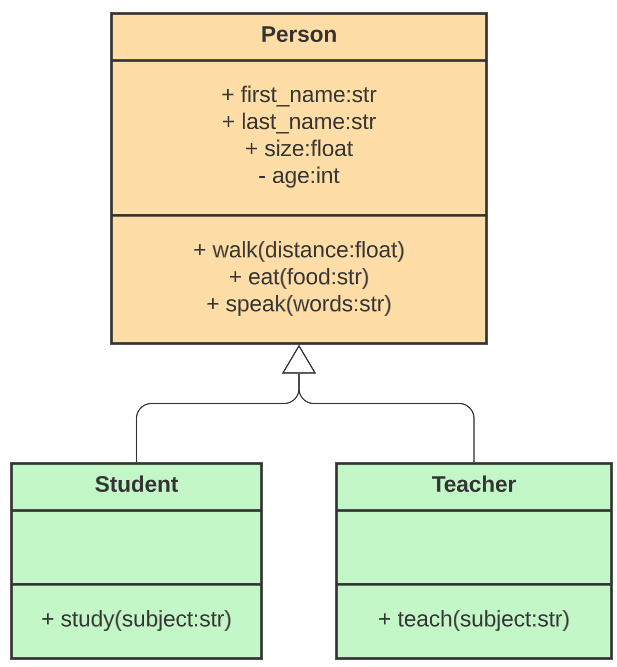 Person
+ first_name:str
+ last_name:str
+ size:float
- age:int
+ walk(distance:float)
+ eat(food:str)
+ speak(words:str)
Student
+ study(subject:str)
Teacher
+ teach(subject:str)